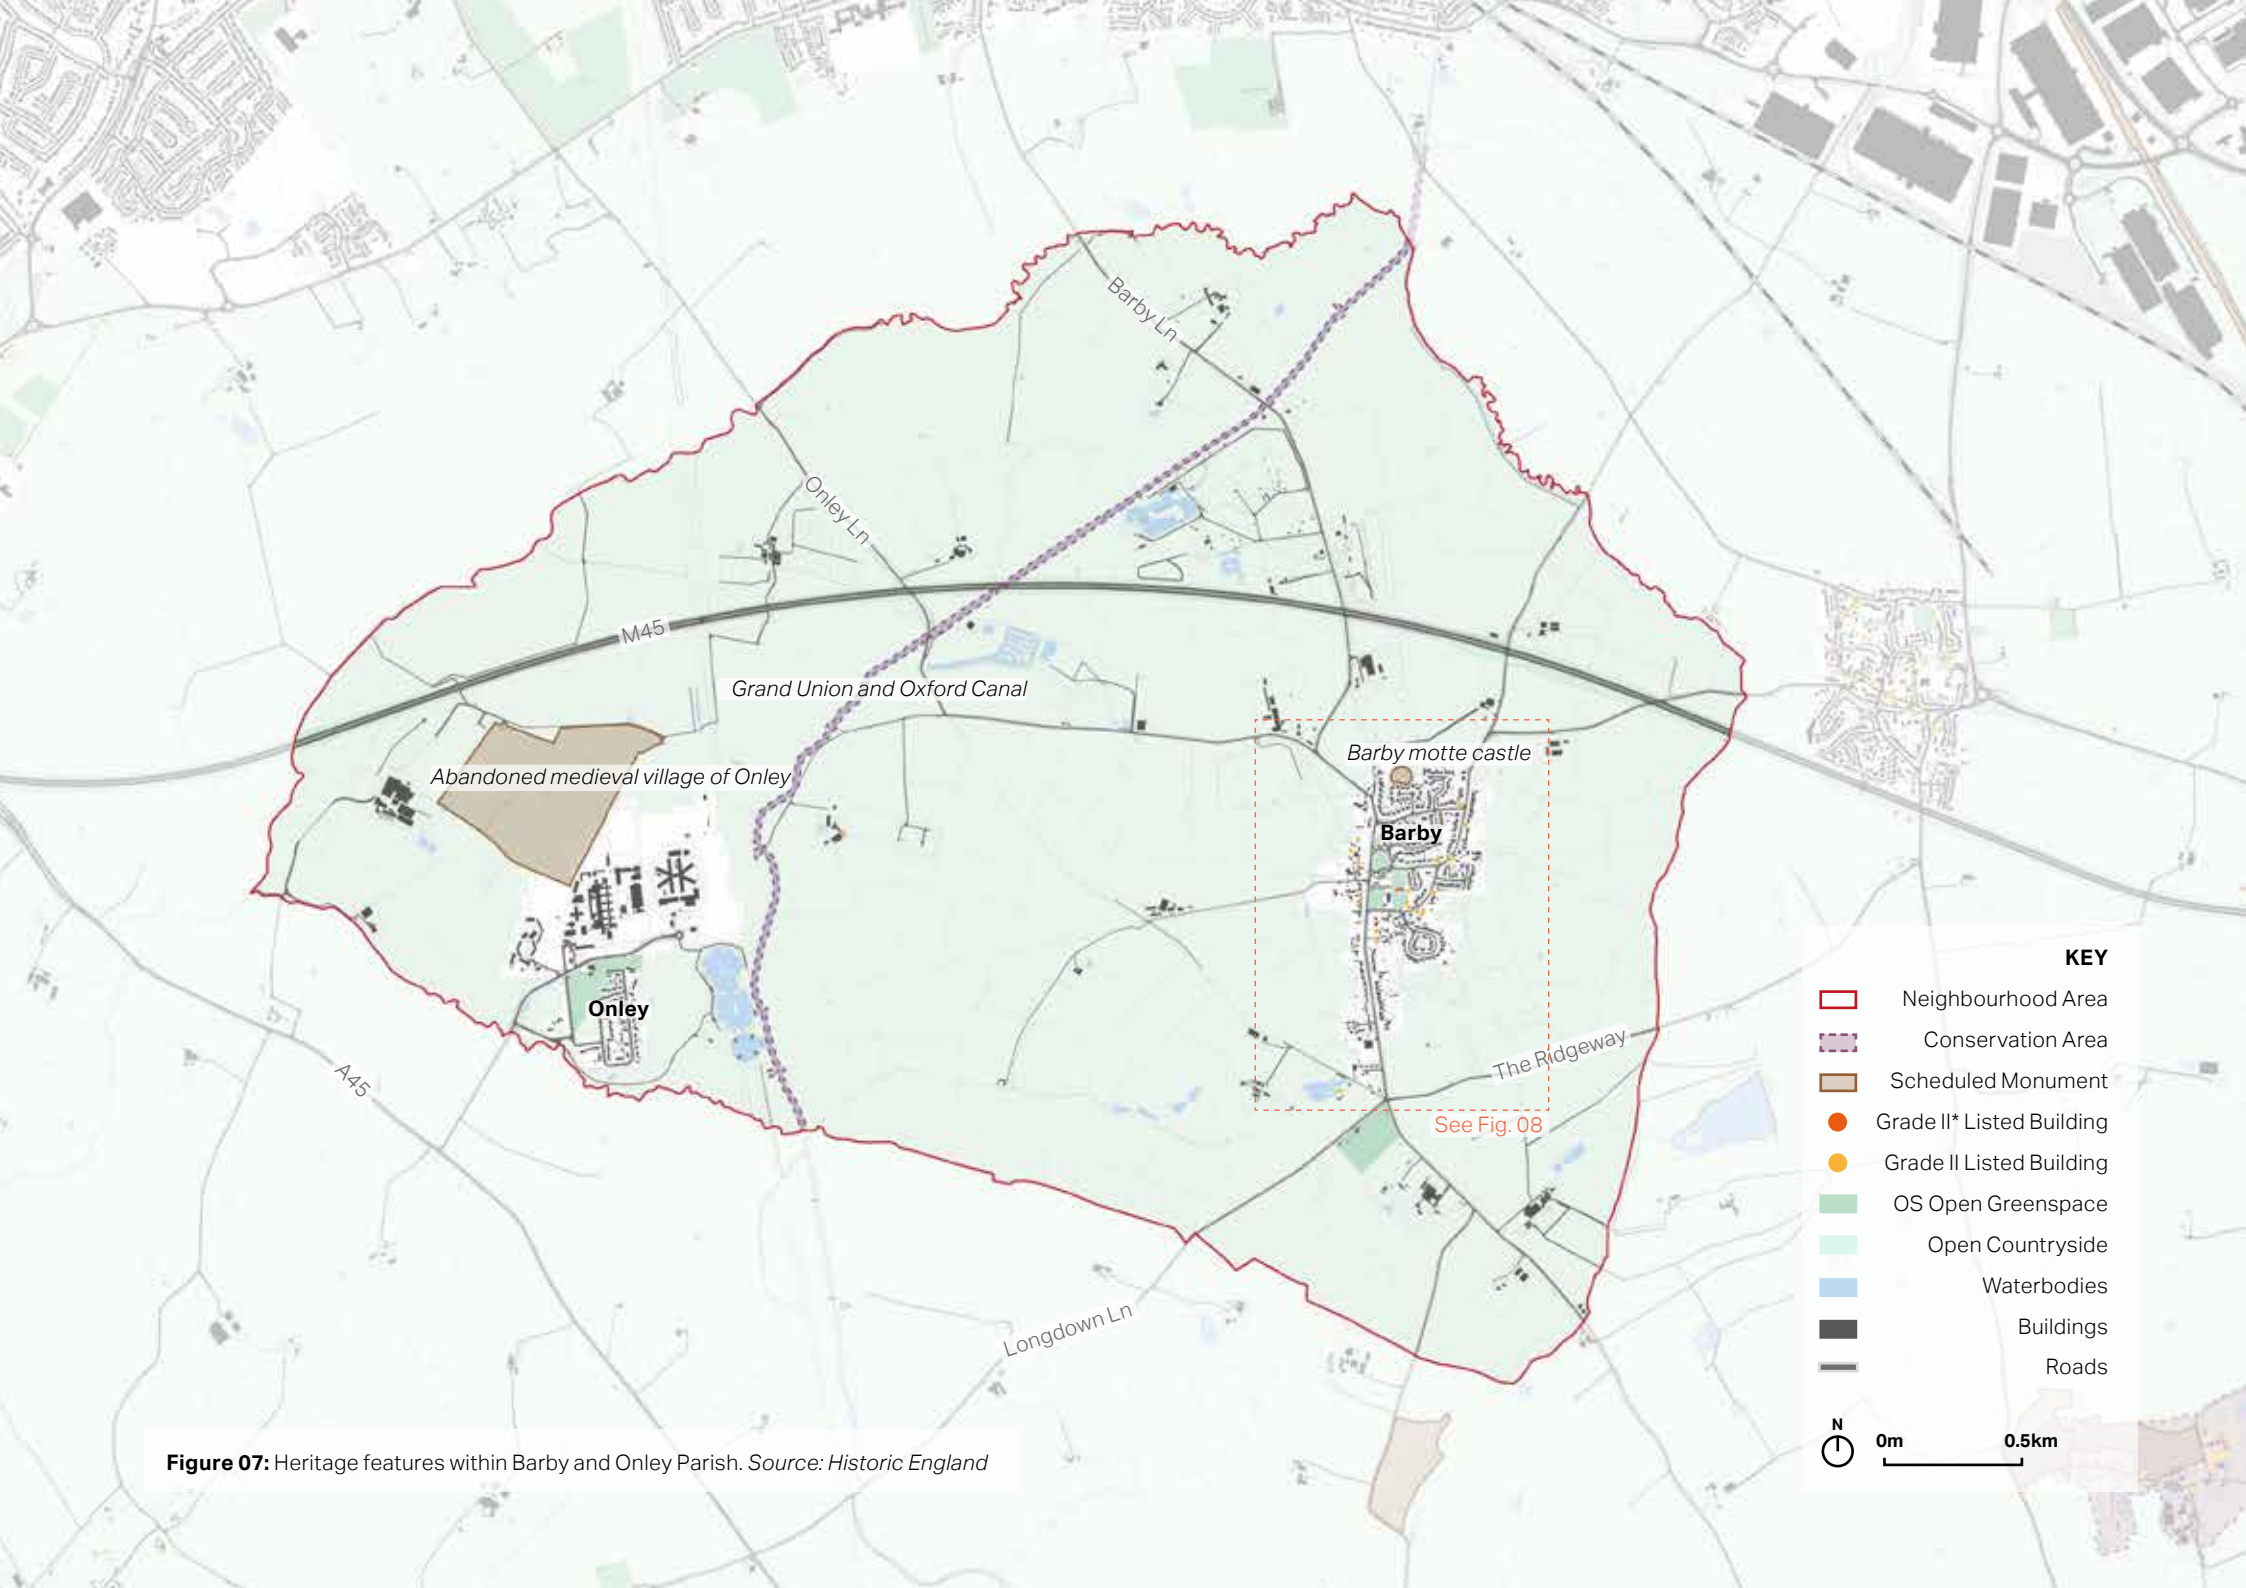 Barby Ln
Onley Ln
M45
Grand Union and Oxford Canal
Barby motte castle
Abandoned medieval village of Onley
Barby
Onley
The Ridgeway
A45
See Fig. 08
Longdown Ln
KEY
Neighbourhood Area
Conservation Area
Scheduled Monument
Grade II* Listed Building
Grade II Listed Building
OS Open Greenspace
Open Countryside
Waterbodies
Buildings
Roads
N
0m 0.5km
Figure 07: Heritage features within Barby and Onley Parish. Source: Historic England